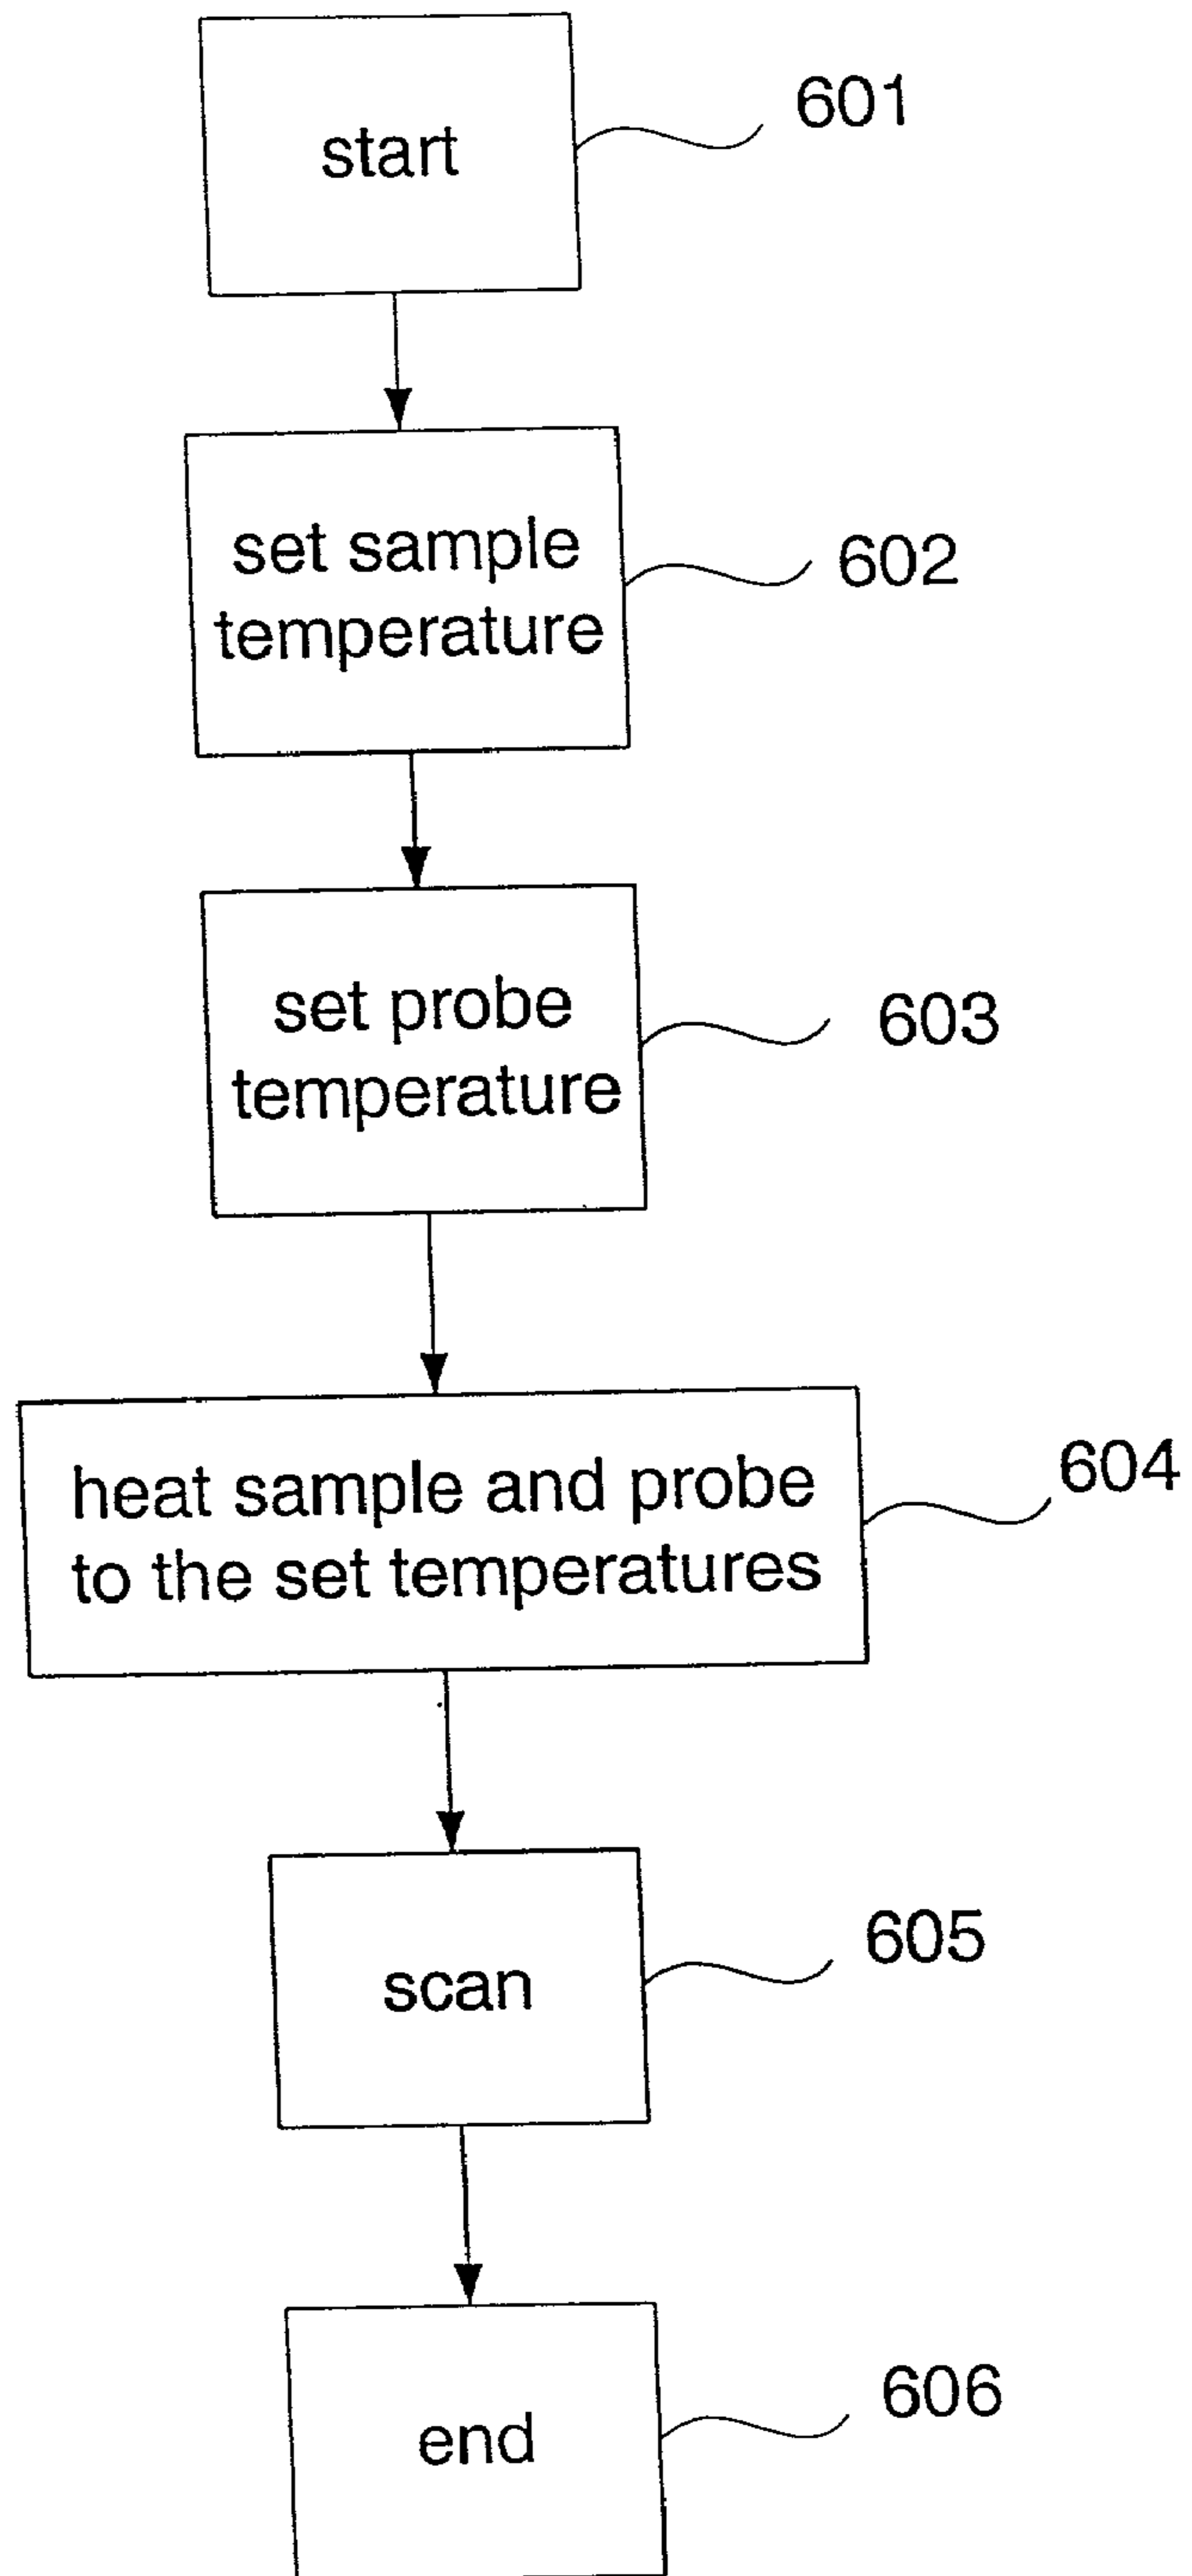 start
601
set sample
temperature
602
set probe
temperature
603
heat sample and probe
to the set temperatures
604
scan
605
end
606